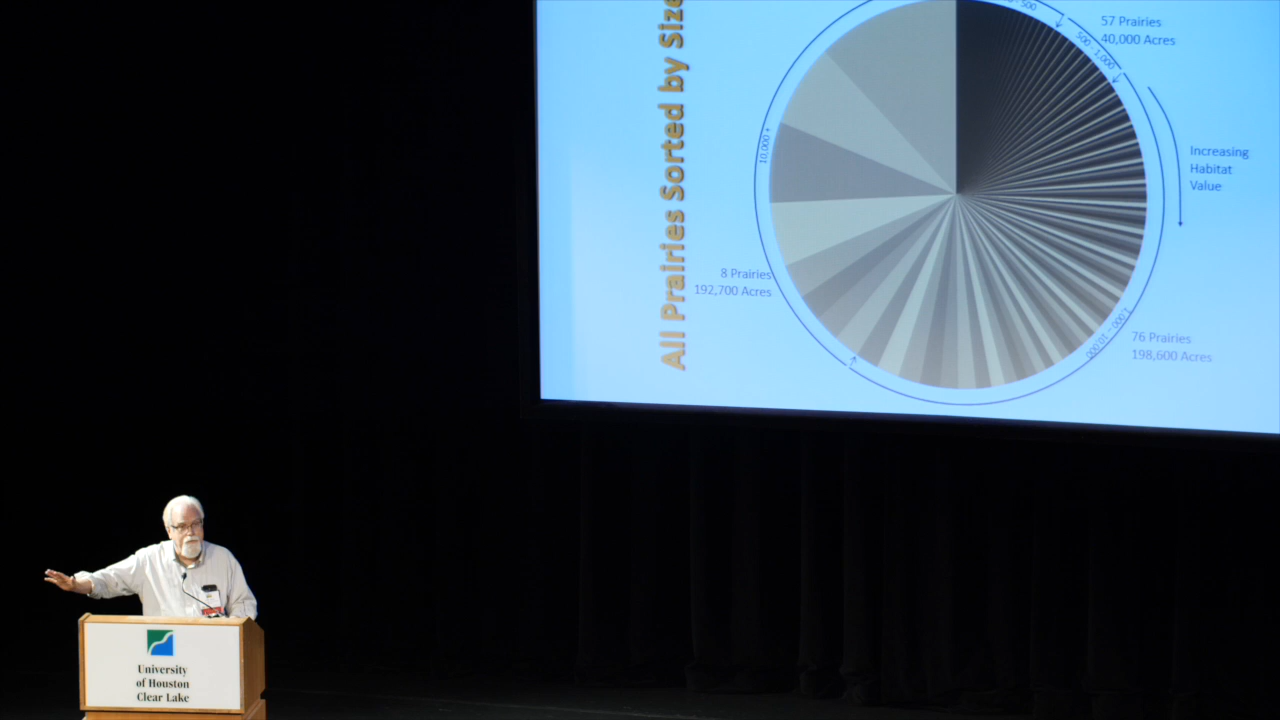 All Prairies Sorted by Size
- 500
57 Prairies
40,000 Acres
500 - 1,000
Increasing
Habitat
Value
10,000 +
8 Prairies
192,700 Acres
1,000 - 10,000
76 Prairies
198,600 Acres
University
of Houston
Clear Lake